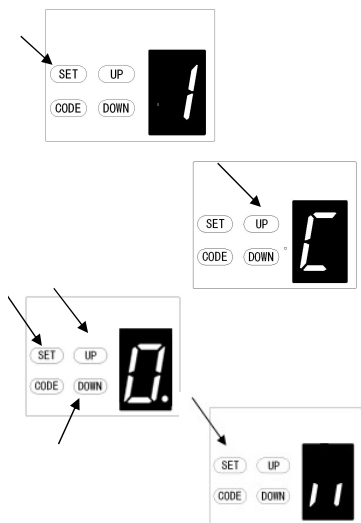 SET UP
CODE DOWN
1
SET UP
CODE DOWN
C
SET UP
CODE DOWN
0.
SET UP
CODE DOWN
11